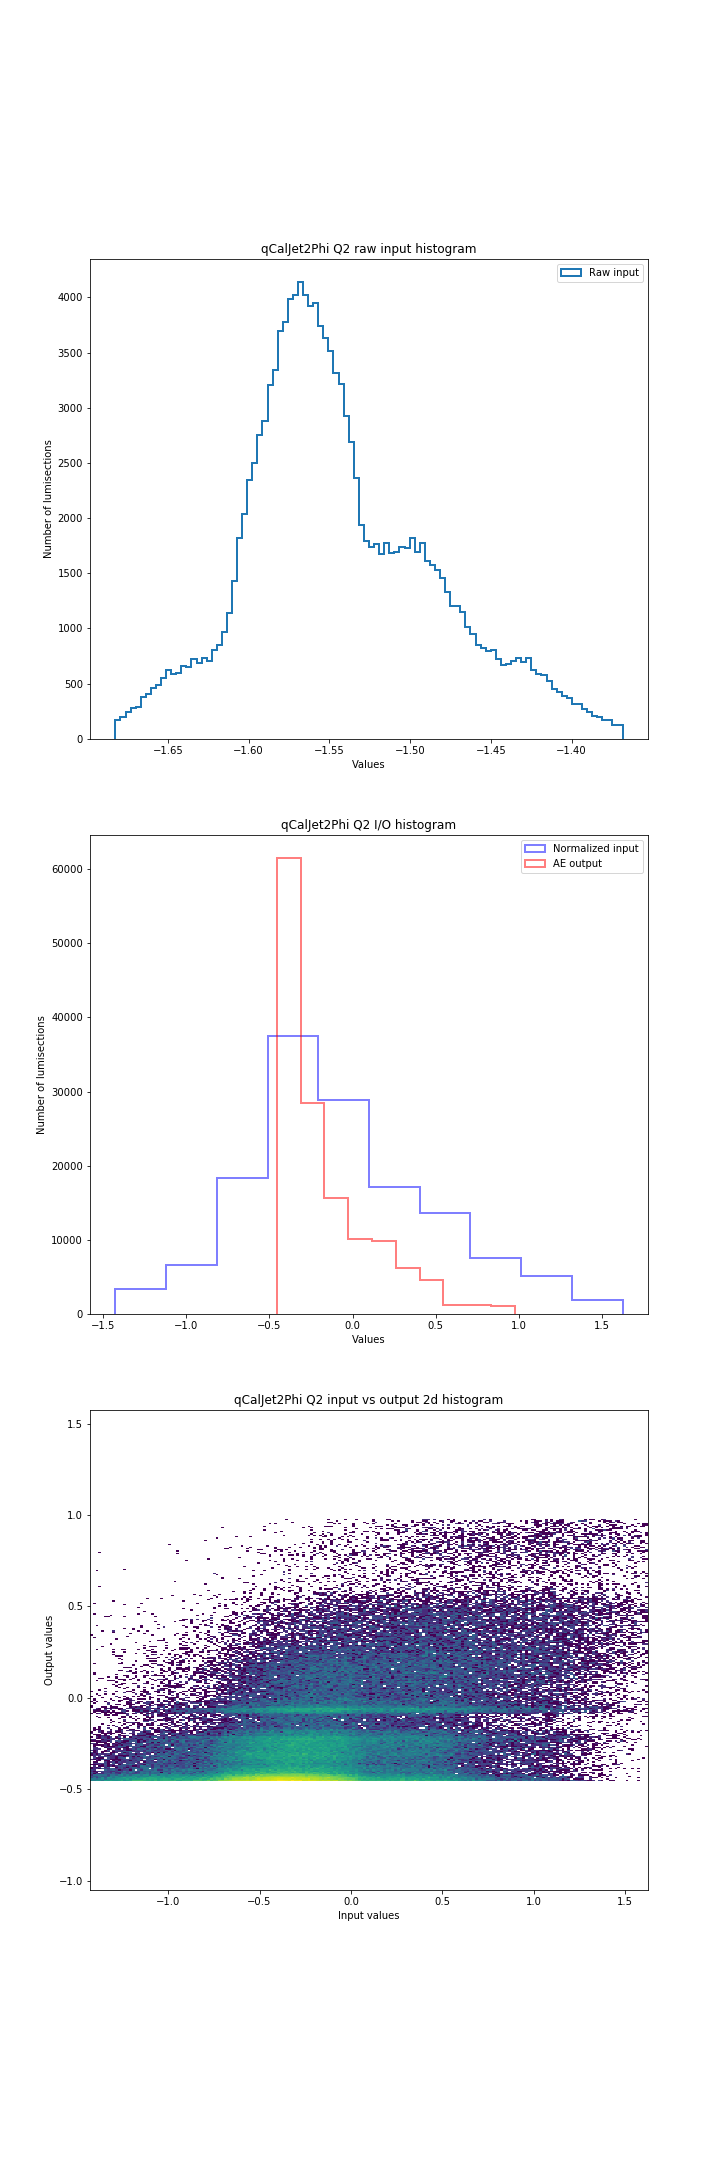 qCalJet2Phi Q2 raw input histogram
Raw input
4000
3500
3000
2500
2000
1500
1000
500
0
Number of lumisections
−1.65 −1.60 −1.55 −1.50 −1.45 −1.40
Values
qCalJet2Phi Q2 I/O histogram
Normalized input
AE output
60000
50000
40000
30000
20000
10000
0
Number of lumisections
−1.5 −1.0 −0.5 0.0 0.5 1.0 1.5
Values
qCalJet2Phi Q2 input vs output 2d histogram
1.5
1.0
0.5
0.0
−0.5
−1.0
Output values
−1.0 −0.5 0.0 0.5 1.0 1.5
Input values